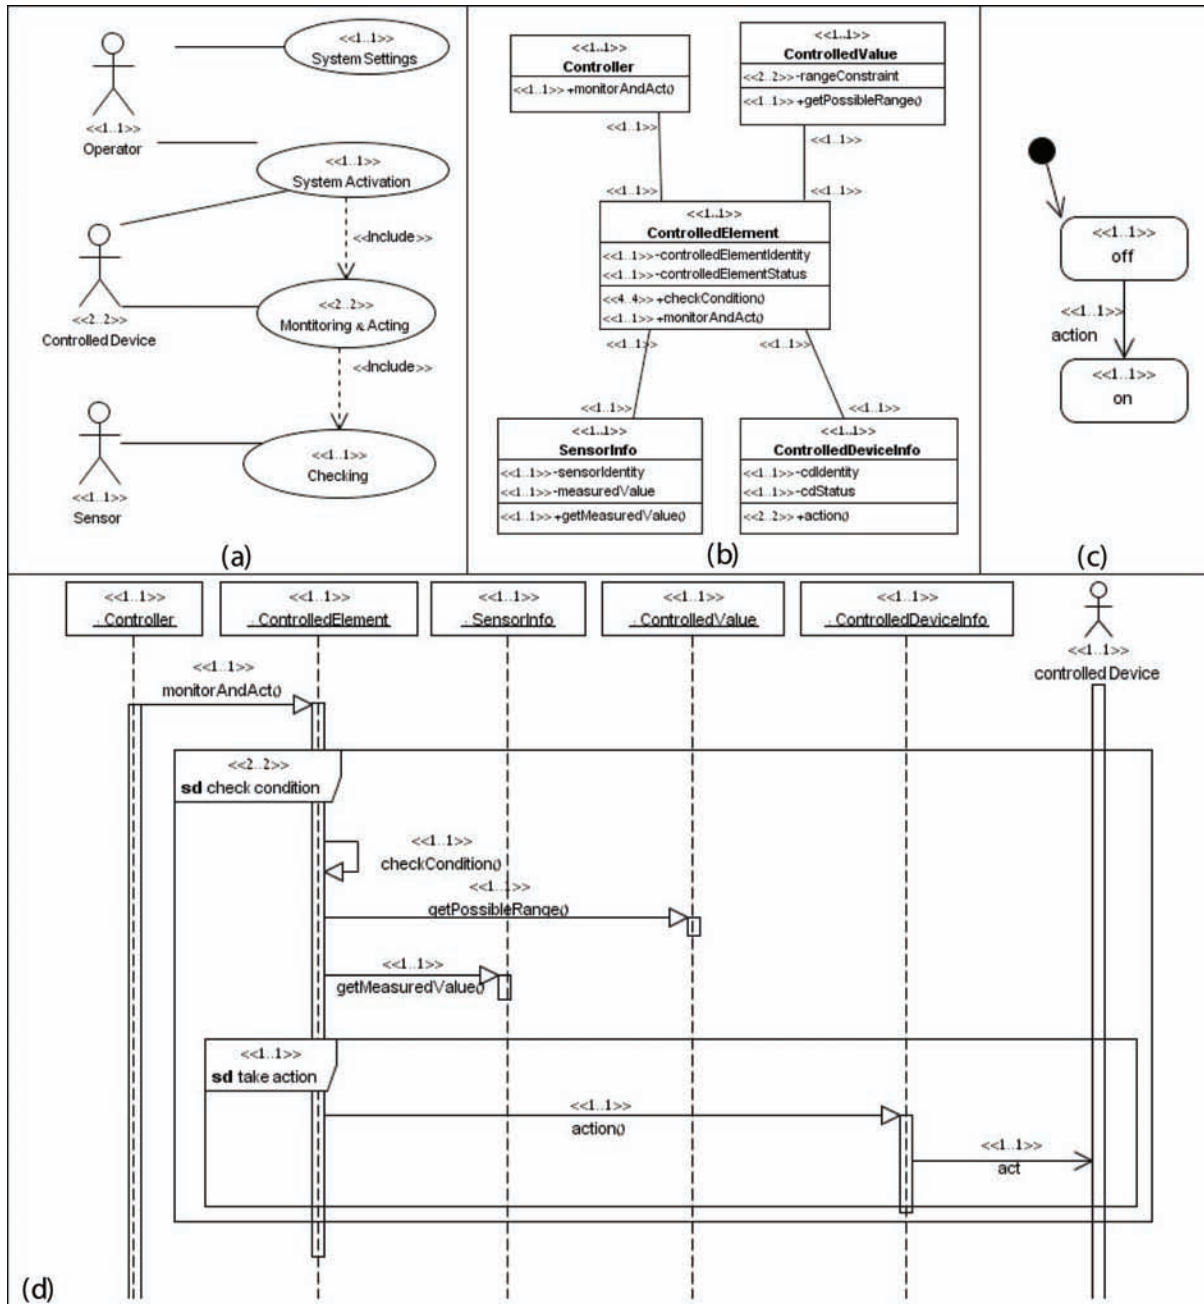 <<1..1>>
System Settings
<<1..1>>
Operator
<<1..1>>
System Activation
<<Include>>
<<2..2>>
Controlled Device
<<2..2>>
Montitoring & Acting
<<Include>>
<<1..1>>
Sensor
<<1..1>>
Checking
(a)
<<1..1>>
Controller
<<1..1>> +monitorAndAct()
<<1..1>>
ControlledValue
<<2..2>> -rangeConstraint
<<1..1>> +getPossibleRange()
<<1..1>>
<<1..1>>
<<1..1>>
<<1..1>>
<<1..1>>
ControlledElement
<<1..1>> -controlledElementIdentity
<<1..1>> -controlledElementStatus
<<4..4>> +checkCondition()
<<1..1>> +monitorAndAct()
<<1..1>>
<<1..1>>
<<1..1>>
<<1..1>>
<<1..1>>
SensorInfo
<<1..1>> -sensorIdentity
<<1..1>> -measuredValue
<<1..1>> +getMeasuredValue()
<<1..1>>
ControlledDeviceInfo
<<1..1>> -cdIdentity
<<1..1>> -cdStatus
<<2..2>> +action()
(b)
<<1..1>>
off
<<1..1>>
action
<<1..1>>
on
(c)
<<1..1>>
: Controller
<<1..1>>
: ControlledElement
<<1..1>>
: SensorInfo
<<1..1>>
: ControlledValue
<<1..1>>
: ControlledDeviceInfo
<<1..1>>
controlled Device
<<1..1>>
monitorAndAct()
<<2..2>>
sd check condition
<<1..1>>
checkCondition()
<<1..1>>
getPossibleRange()
<<1..1>>
getMeasuredValue()
<<1..1>>
sd take action
<<1..1>>
action()
<<1..1>>
act
(d)